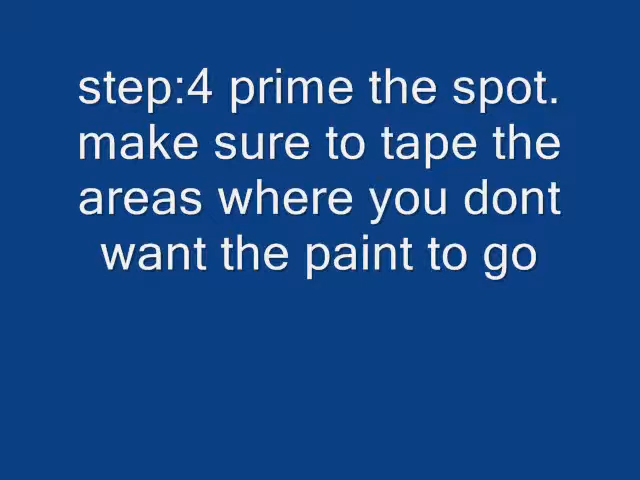 step:4 prime the spot.
make sure to tape the
areas where you dont
want the paint to go